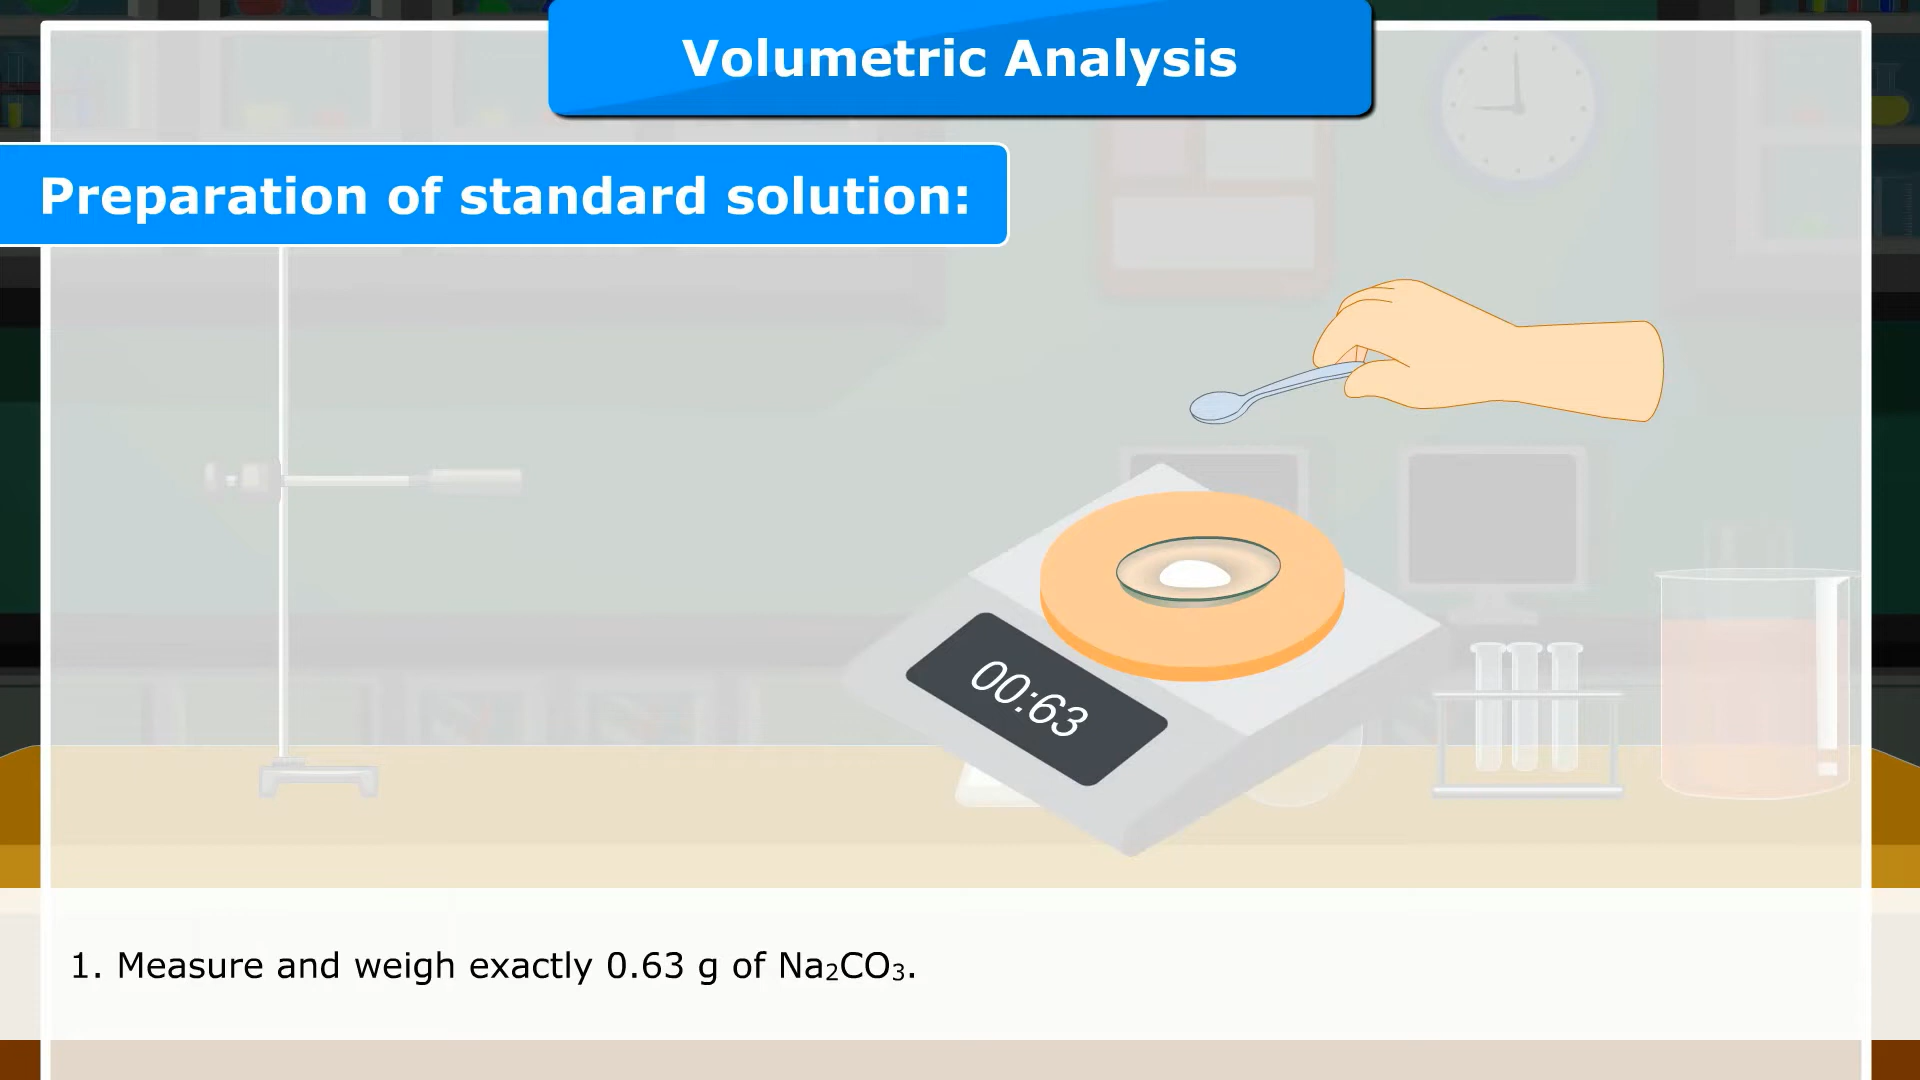 Volumetric Analysis
Preparation of standard solution:
00:63
1. Measure and weigh exactly 0.63 g of Na₂CO₃.